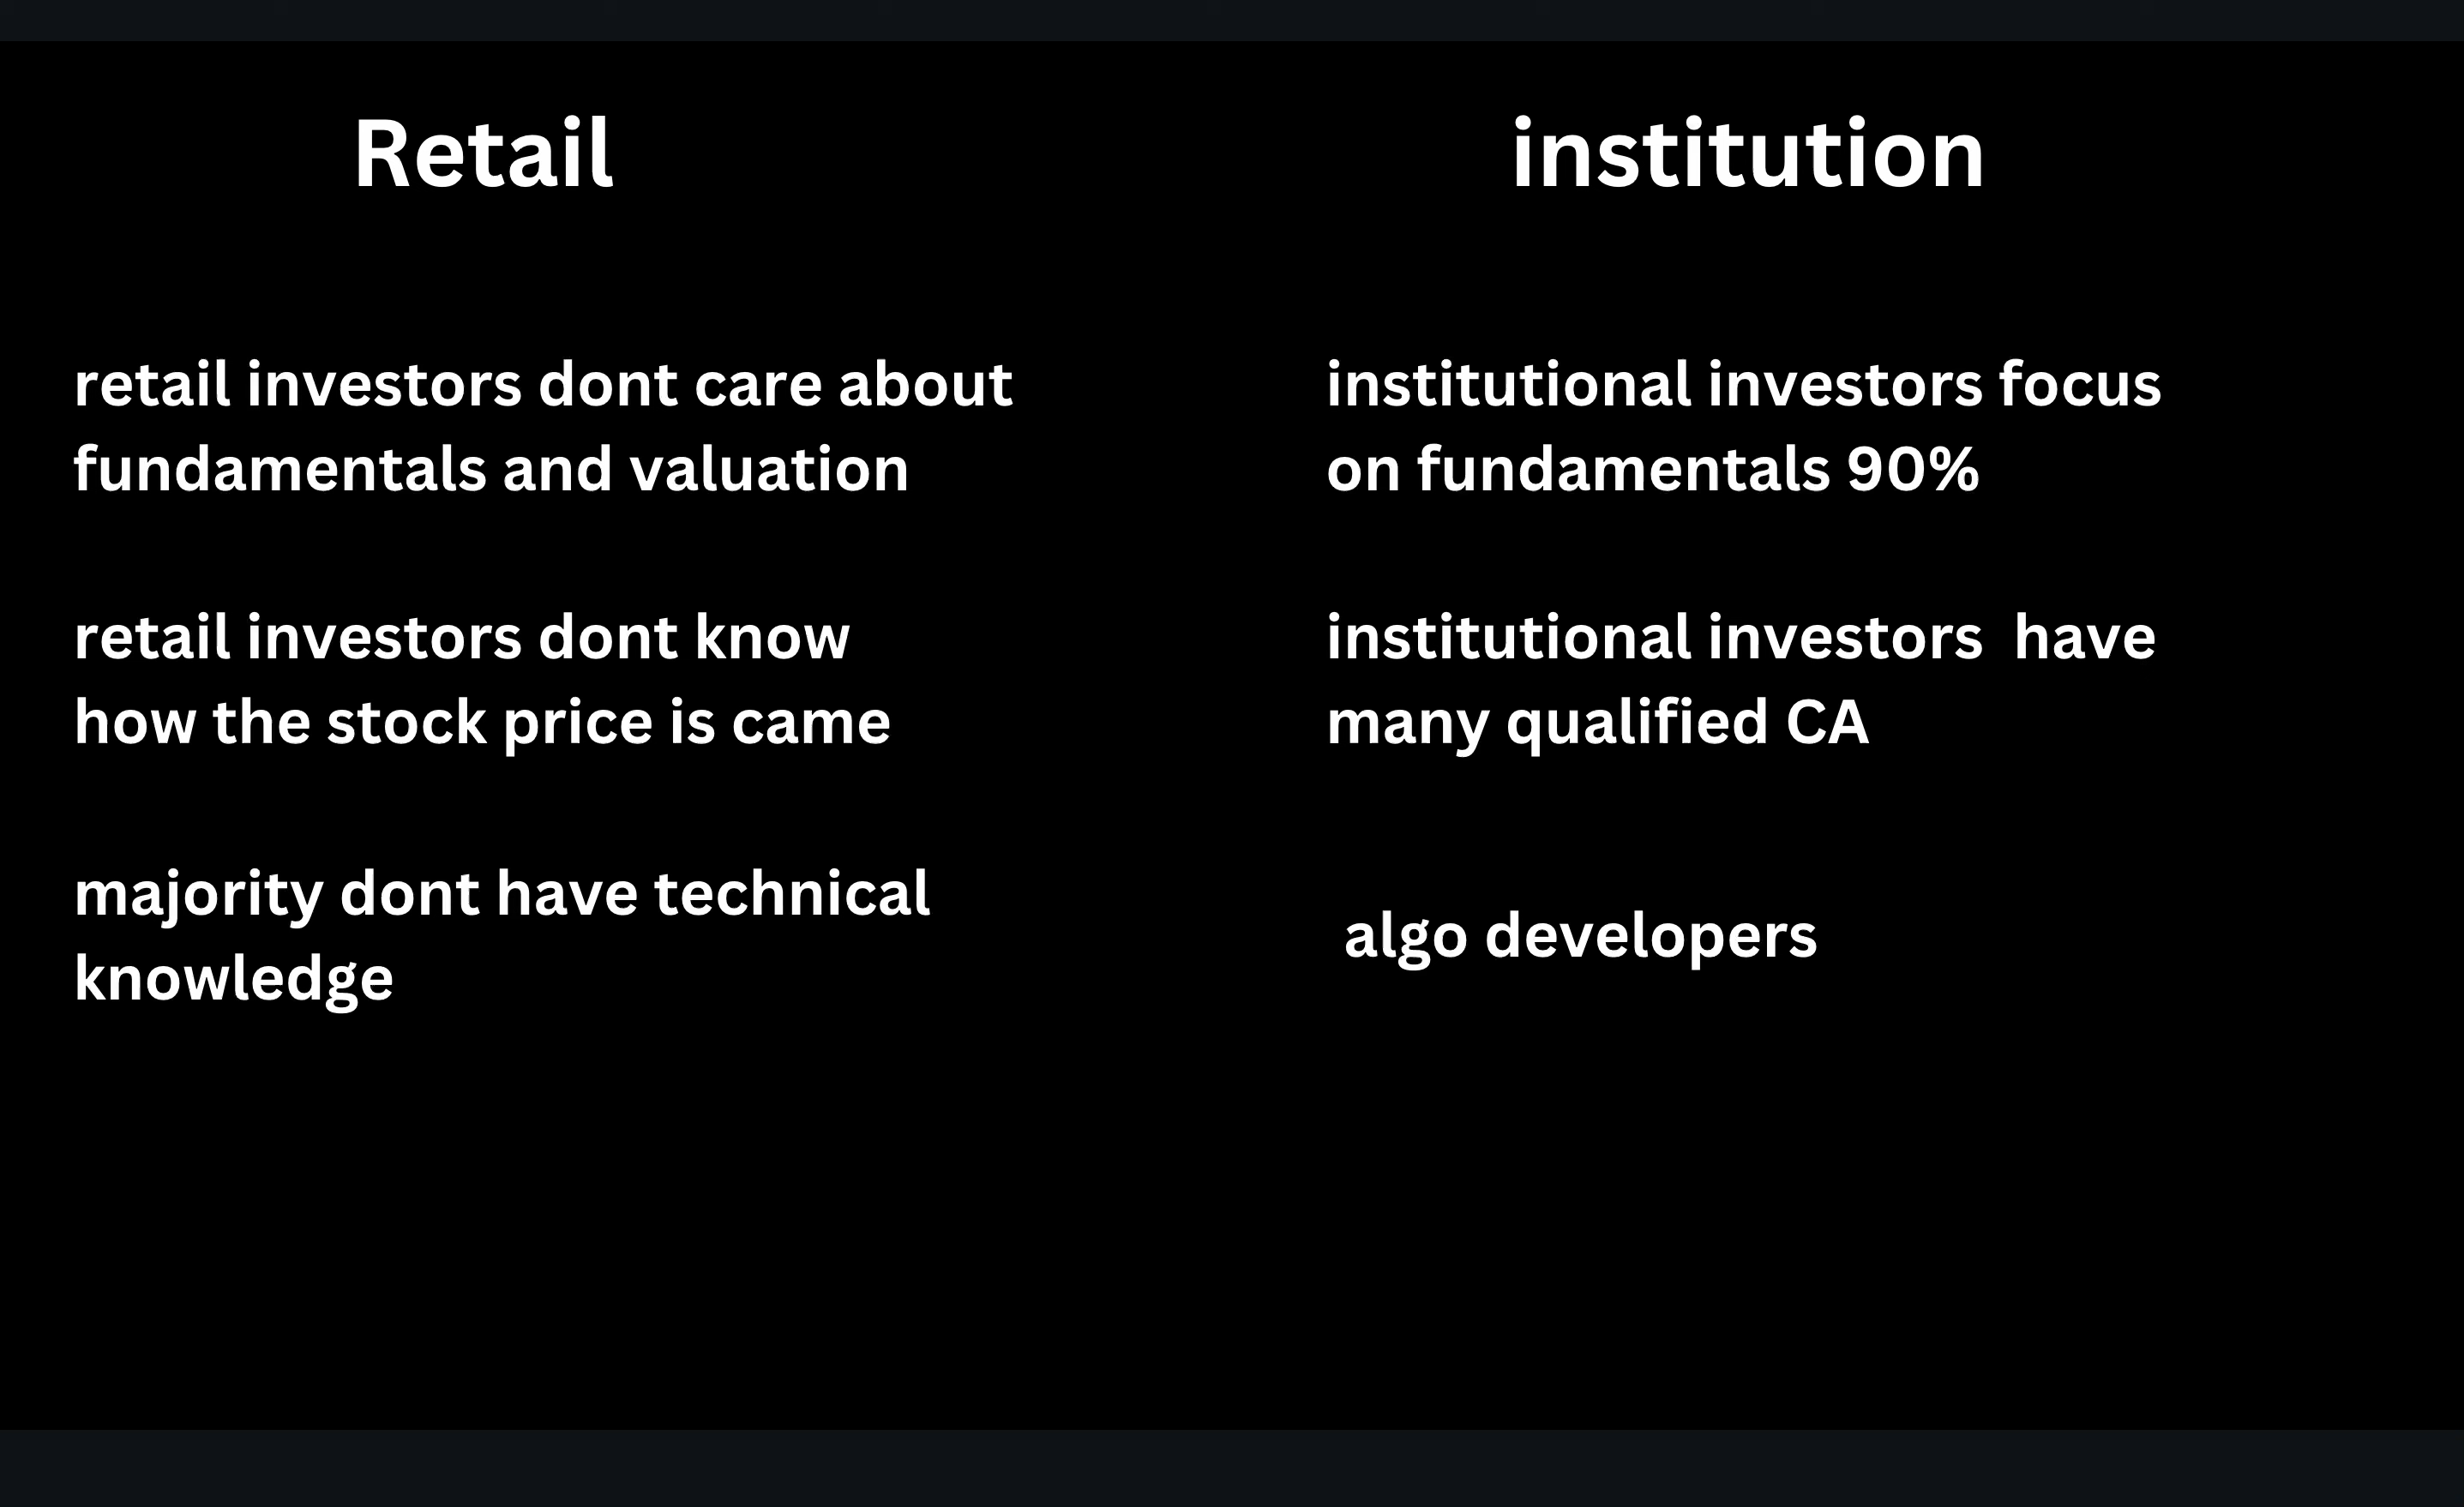 Retail
retail investors dont care about
fundamentals and valuation
retail investors dont know
how the stock price is came
majority dont have technical
knowledge
institution
institutional investors focus
on fundamentals 90%
institutional investors  have
many qualified CA
algo developers